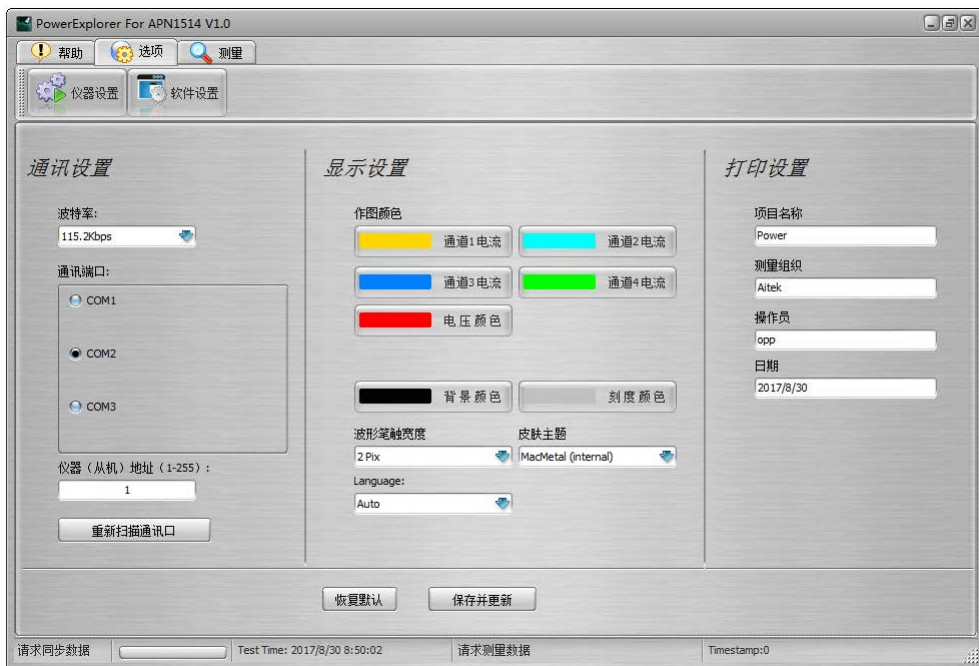 PowerExplorer For APN1514 V1.0
帮助 选项 测量
仪器设置 软件设置
通讯设置
波特率:
115.2Kbps
通讯端口:
COM1
COM2
COM3
仪器（从机）地址（1-255）:
1
重新扫描通讯口
显示设置
作图颜色
通道1电流 通道2电流
通道3电流 通道4电流
电压颜色
背景颜色 刻度颜色
波形笔触宽度 皮肤主题
2 Pix MacMetal (internal)
Language:
Auto
打印设置
项目名称
Power
测量组织
Aitek
操作员
opp
日期
2017/8/30
恢复默认 保存并更新
请求同步数据 Test Time: 2017/8/30 8:50:02 请求测量数据 Timestamp:0